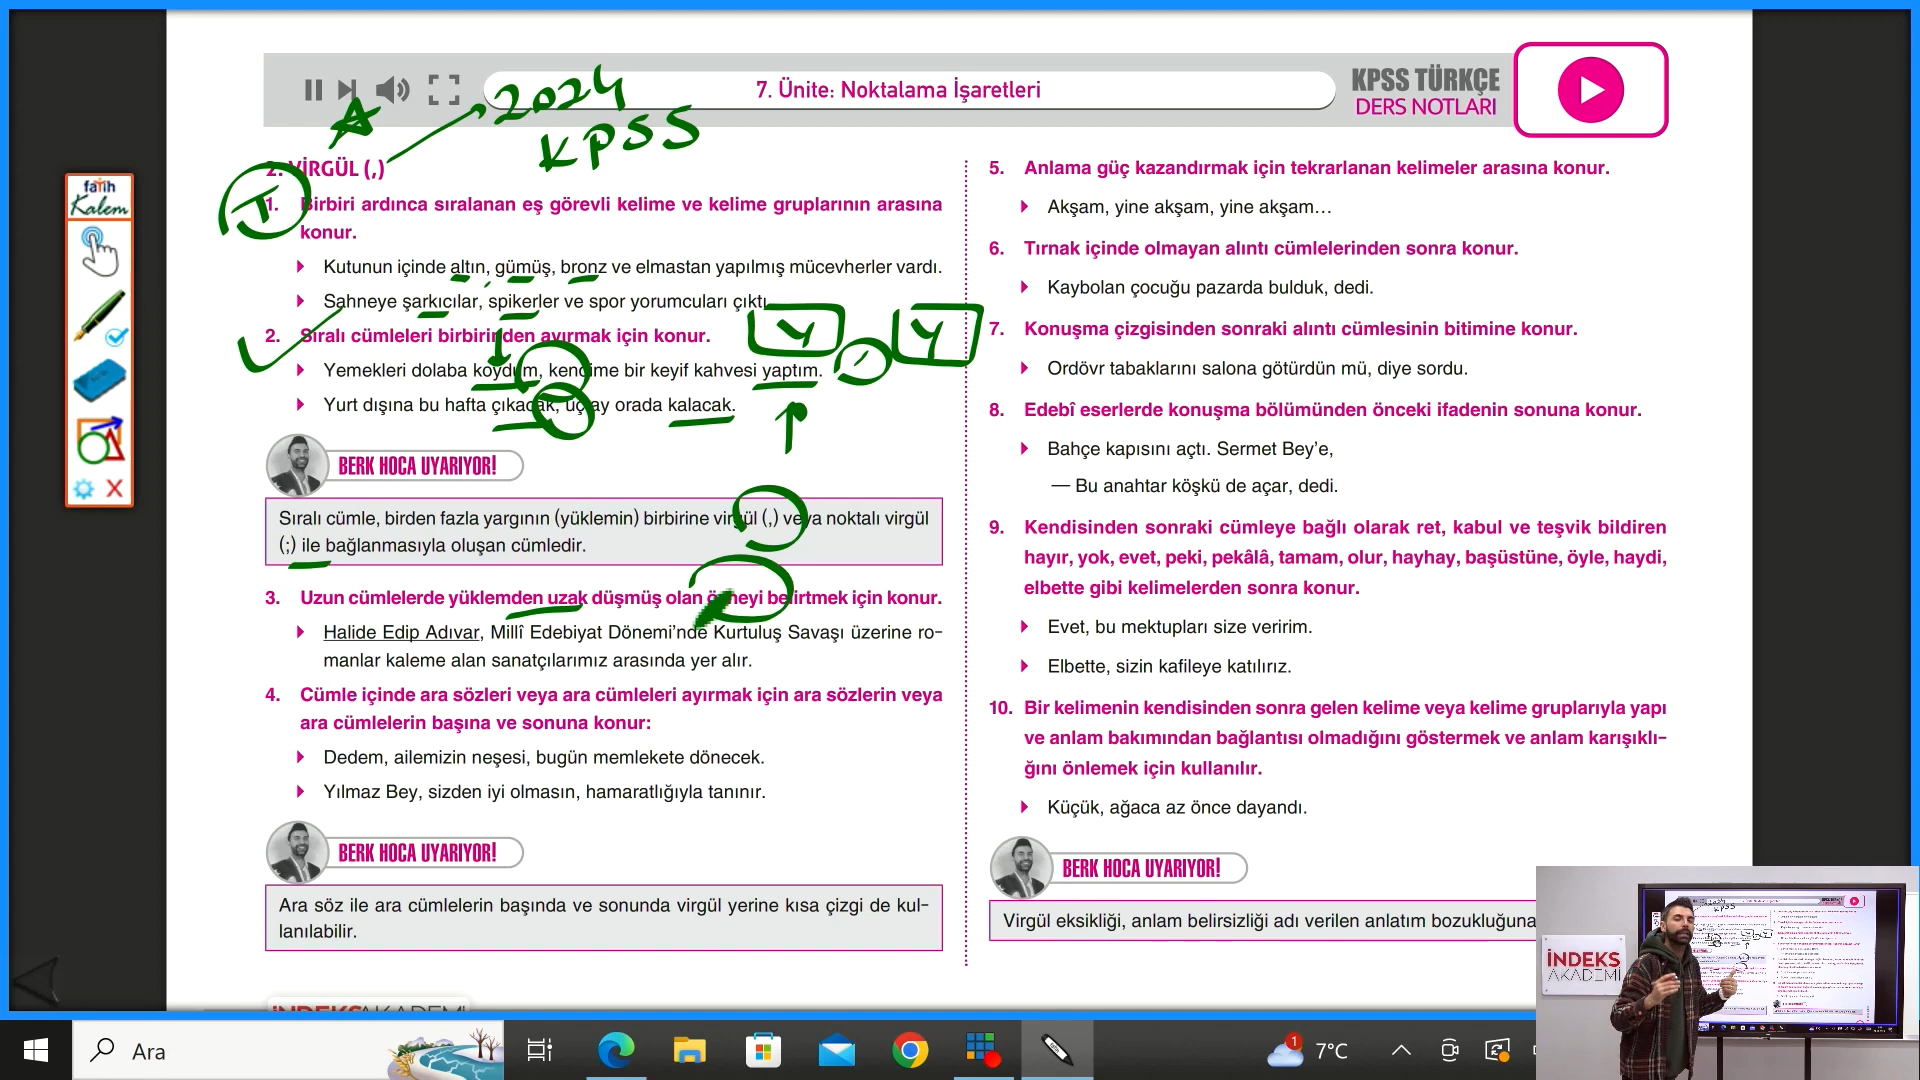 7. Ünite: Noktalama İşaretleri
KPSS TÜRKÇE
DERS NOTLARI
2024
KPSS
fatih
Kalem
2. VİRGÜL (,)
1. Birbiri ardınca sıralanan eş görevli kelime ve kelime gruplarının arasına
konur.
Kutunun içinde altın, gümüş, bronz ve elmastan yapılmış mücevherler vardı.
Sahneye şarkıcılar, spikerler ve spor yorumcuları çıktı.
2. Sıralı cümleleri birbirinden ayırmak için konur.
Y , Y
Yemekleri dolaba koydum, kendime bir keyif kahvesi yaptım.
Yurt dışına bu hafta çıkacak, üç ay orada kalacak.
BERK HOCA UYARIYOR!
Sıralı cümle, birden fazla yargının (yüklemin) birbirine virgül (,) veya noktalı virgül
(;) ile bağlanmasıyla oluşan cümledir.
3. Uzun cümlelerde yüklemden uzak düşmüş olan özneyi belirtmek için konur.
Halide Edip Adıvar, Millî Edebiyat Dönemi’nde Kurtuluş Savaşı üzerine ro-
manlar kaleme alan sanatçılarımız arasında yer alır.
4. Cümle içinde ara sözleri veya ara cümleleri ayırmak için ara sözlerin veya
ara cümlelerin başına ve sonuna konur:
Dedem, ailemizin neşesi, bugün memlekete dönecek.
Yılmaz Bey, sizden iyi olmasın, hamaratlığıyla tanınır.
BERK HOCA UYARIYOR!
Ara söz ile ara cümlelerin başında ve sonunda virgül yerine kısa çizgi de kul-
lanılabilir.
İNDEKS AKADEMİ
5. Anlama güç kazandırmak için tekrarlanan kelimeler arasına konur.
Akşam, yine akşam, yine akşam…
6. Tırnak içinde olmayan alıntı cümlelerinden sonra konur.
Kaybolan çocuğu pazarda bulduk, dedi.
7. Konuşma çizgisinden sonraki alıntı cümlesinin bitimine konur.
Ordövr tabaklarını salona götürdün mü, diye sordu.
8. Edebî eserlerde konuşma bölümünden önceki ifadenin sonuna konur.
Bahçe kapısını açtı. Sermet Bey’e,
— Bu anahtar köşkü de açar, dedi.
9. Kendisinden sonraki cümleye bağlı olarak ret, kabul ve teşvik bildiren
hayır, yok, evet, peki, pekâlâ, tamam, olur, hayhay, başüstüne, öyle, haydi,
elbette gibi kelimelerden sonra konur.
Evet, bu mektupları size veririm.
Elbette, sizin kafileye katılırız.
10. Bir kelimenin kendisinden sonra gelen kelime veya kelime gruplarıyla yapı
ve anlam bakımından bağlantısı olmadığını göstermek ve anlam karışıklı-
ğını önlemek için kullanılır.
Küçük, ağaca az önce dayandı.
BERK HOCA UYARIYOR!
Virgül eksikliği, anlam belirsizliği adı verilen anlatım bozukluğuna
İNDEKS
AKADEMİ
Ara
1
7°C